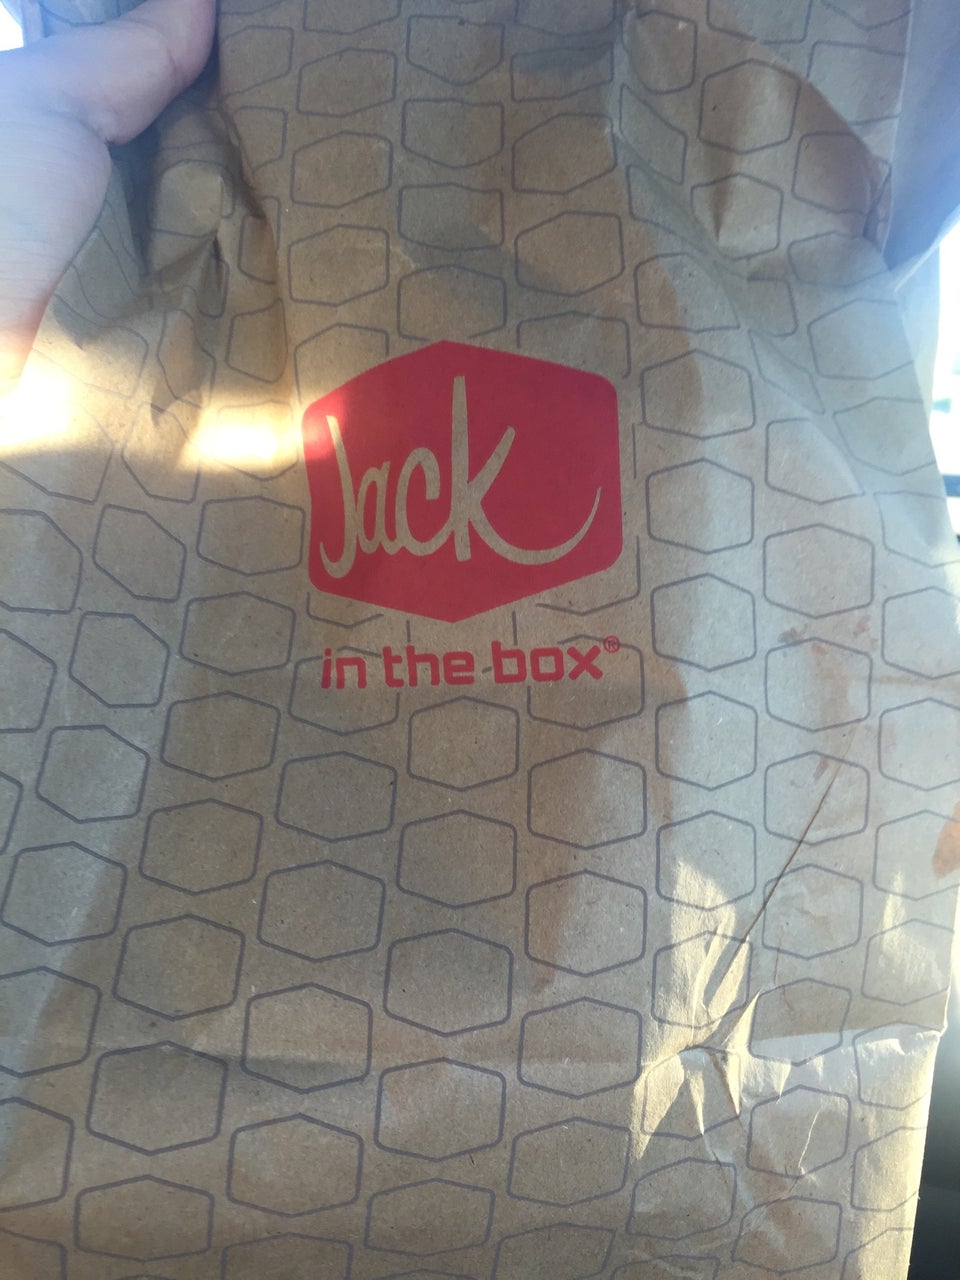 Jack
in the box®